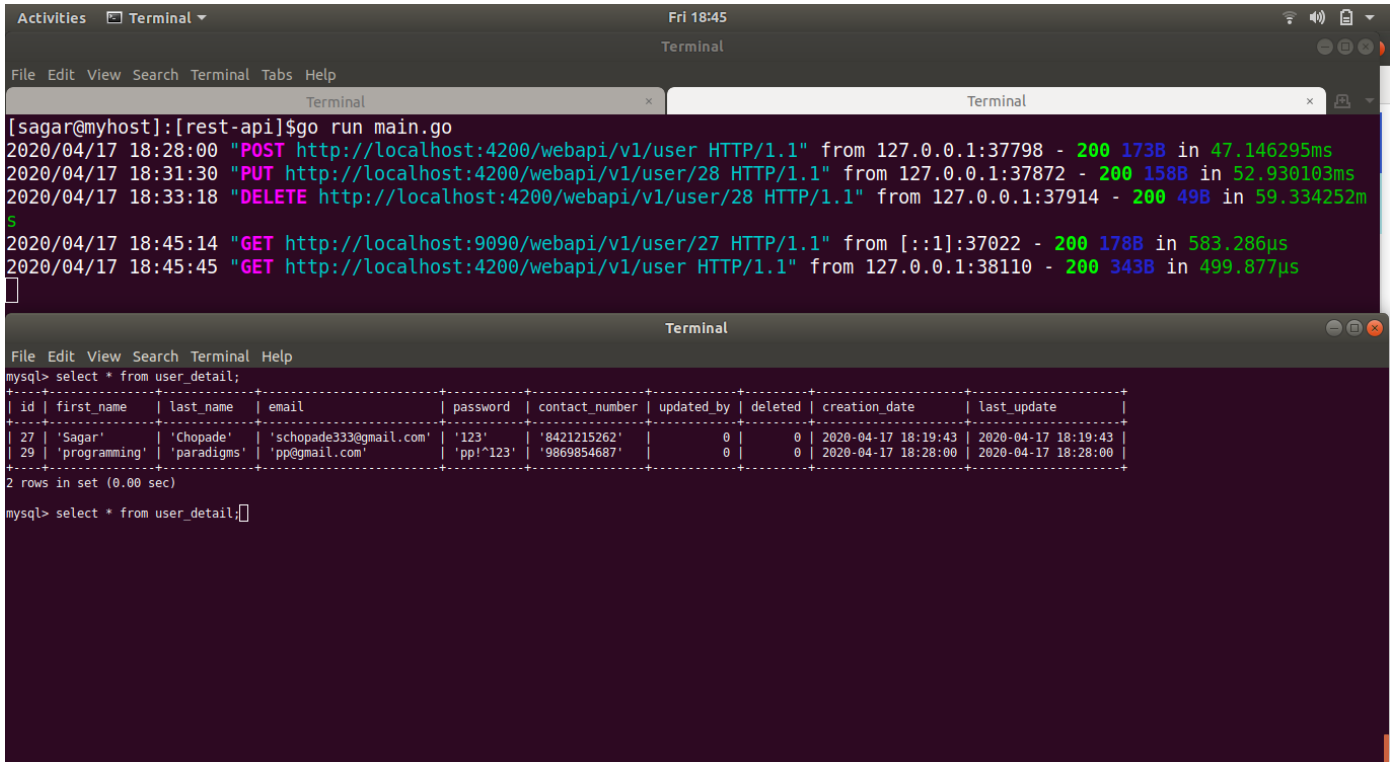 Activities Terminal Fri 18:45
Terminal
File Edit View Search Terminal Tabs Help
Terminal × Terminal ×
[sagar@myhost]:[rest-api]$go run main.go
2020/04/17 18:28:00 "POST http://localhost:4200/webapi/v1/user HTTP/1.1" from 127.0.0.1:37798 - 200 173B in 47.146295ms
2020/04/17 18:31:30 "PUT http://localhost:4200/webapi/v1/user/28 HTTP/1.1" from 127.0.0.1:37872 - 200 158B in 52.930103ms
2020/04/17 18:33:18 "DELETE http://localhost:4200/webapi/v1/user/28 HTTP/1.1" from 127.0.0.1:37914 - 200 49B in 59.334252m
s
2020/04/17 18:45:14 "GET http://localhost:9090/webapi/v1/user/27 HTTP/1.1" from [::1]:37022 - 200 178B in 583.286µs
2020/04/17 18:45:45 "GET http://localhost:4200/webapi/v1/user HTTP/1.1" from 127.0.0.1:38110 - 200 343B in 499.877µs
Terminal
File Edit View Search Terminal Help
mysql> select * from user_detail;
+----+---------------+-------------+------------------------+----------+----------------+------------+---------+---------------------+---------------------+
| id | first_name | last_name | email | password | contact_number | updated_by | deleted | creation_date | last_update |
+----+---------------+-------------+------------------------+----------+----------------+------------+---------+---------------------+---------------------+
| 27 | 'Sagar' | 'Chopade' | 'schopade333@gmail.com' | '123' | '8421215262' | 0 | 0 | 2020-04-17 18:19:43 | 2020-04-17 18:19:43 |
| 29 | 'programming' | 'paradigms' | 'pp@gmail.com' | 'pp!^123' | '9869854687' | 0 | 0 | 2020-04-17 18:28:00 | 2020-04-17 18:28:00 |
+----+---------------+-------------+------------------------+----------+----------------+------------+---------+---------------------+---------------------+
2 rows in set (0.00 sec)
mysql> select * from user_detail;